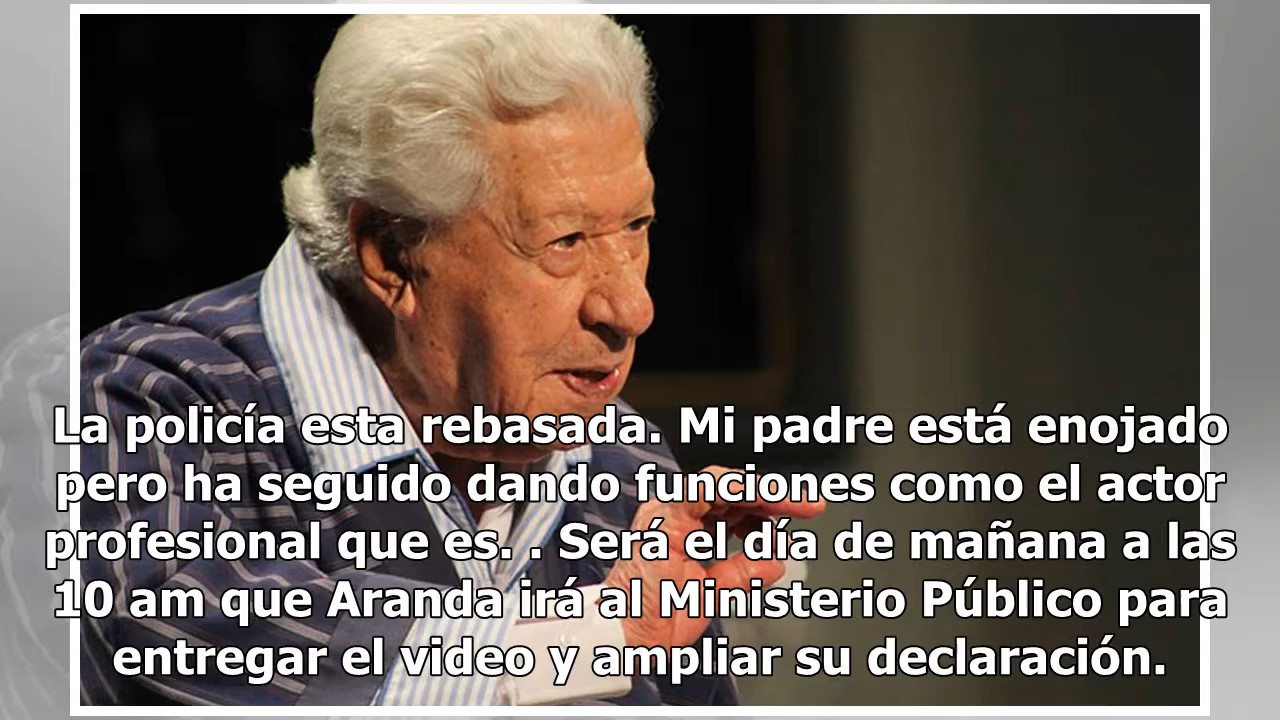 La policía esta rebasada. Mi padre está enojado
pero ha seguido dando funciones como el actor
profesional que es. . Será el día de mañana a las
10 am que Aranda irá al Ministerio Público para
entregar el video y ampliar su declaración.